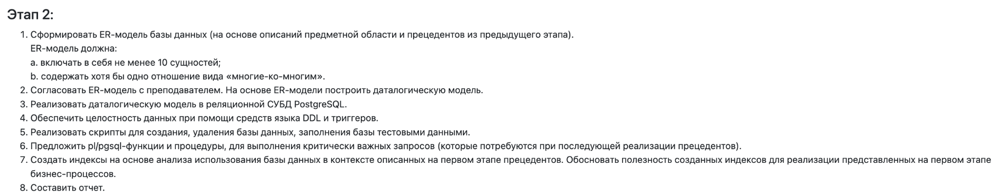 Этап 2:
1. Сформировать ER-модель базы данных (на основе описаний предметной области и прецедентов из предыдущего этапа).
ER-модель должна:
a. включать в себя не менее 10 сущностей;
b. содержать хотя бы одно отношение вида «многие-ко-многим».
2. Согласовать ER-модель с преподавателем. На основе ER-модели построить даталогическую модель.
3. Реализовать даталогическую модель в реляционной СУБД PostgreSQL.
4. Обеспечить целостность данных при помощи средств языка DDL и триггеров.
5. Реализовать скрипты для создания, удаления базы данных, заполнения базы тестовыми данными.
6. Предложить pl/pgsql-функции и процедуры, для выполнения критически важных запросов (которые потребуются при последующей реализации прецедентов).
7. Создать индексы на основе анализа использования базы данных в контексте описанных на первом этапе прецедентов. Обосновать полезность созданных индексов для реализации представленных на первом этапе
бизнес-процессов.
8. Составить отчет.